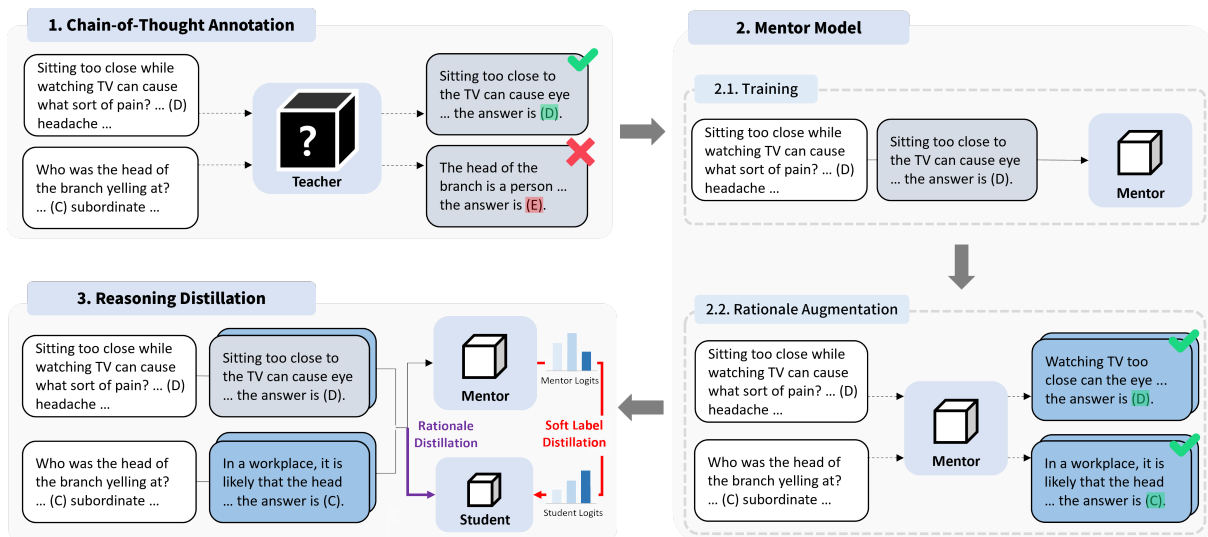 1. Chain-of-Thought Annotation
Sitting too close while
watching TV can cause
what sort of pain? ... (D)
headache ...
Who was the head of
the branch yelling at?
... (C) subordinate ...
?
Teacher
Sitting too close to
the TV can cause eye
... the answer is (D).
The head of the
branch is a person ...
the answer is (E).
2. Mentor Model
2.1. Training
Sitting too close while
watching TV can cause
what sort of pain? ... (D)
headache ...
Sitting too close to
the TV can cause eye
... the answer is (D).
Mentor
2.2. Rationale Augmentation
Sitting too close while
watching TV can cause
what sort of pain? ... (D)
headache ...
Who was the head of
the branch yelling at?
... (C) subordinate ...
Mentor
Watching TV too
close can the eye ...
the answer is (D).
In a workplace, it is
likely that the head
... the answer is (C).
3. Reasoning Distillation
Sitting too close while
watching TV can cause
what sort of pain? ... (D)
headache ...
Sitting too close to
the TV can cause eye
... the answer is (D).
Who was the head of
the branch yelling at?
... (C) subordinate ...
In a workplace, it is
likely that the head
... the answer is (C).
Mentor
Mentor Logits
Rationale
Distillation
Soft Label
Distillation
Student
Student Logits